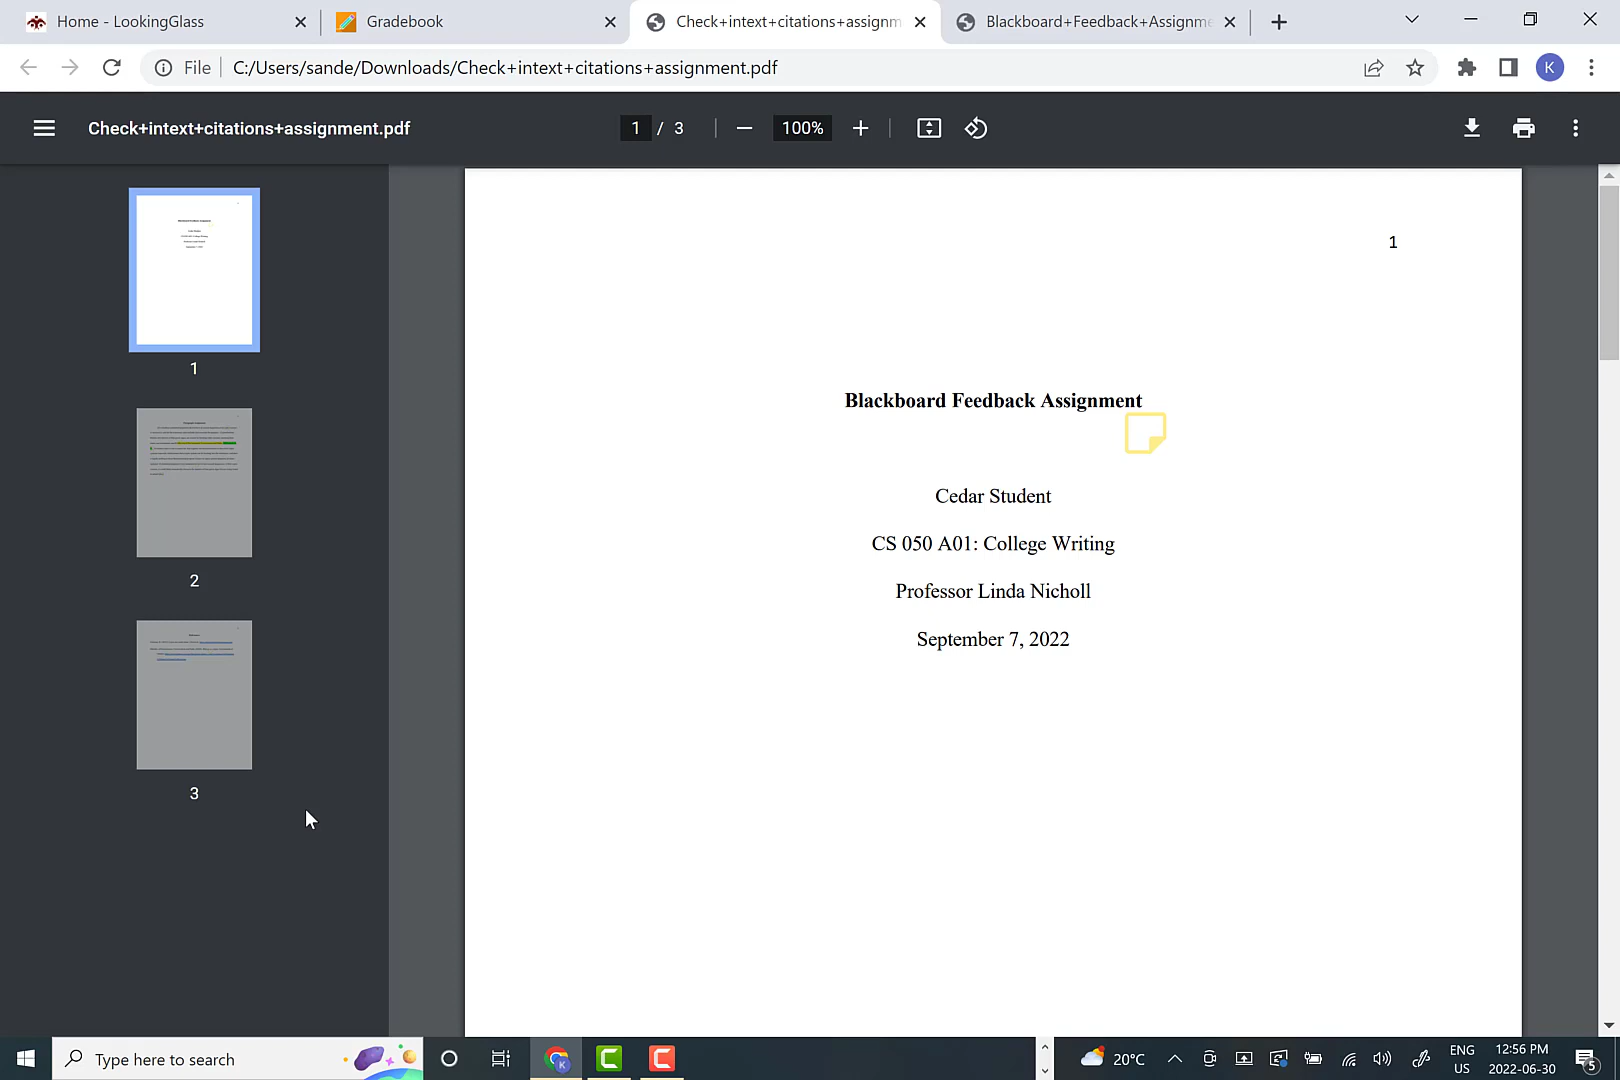 Home - LookingGlass
Gradebook
Check+intext+citations+assignm
Blackboard+Feedback+Assignme
File
C:/Users/sande/Downloads/Check+intext+citations+assignment.pdf
K
Check+intext+citations+assignment.pdf
1 / 3
100%
1
2
3
1
Blackboard Feedback Assignment
Cedar Student
CS 050 A01: College Writing
Professor Linda Nicholl
September 7, 2022
Type here to search
20°C
ENG
US
12:56 PM
2022-06-30
5